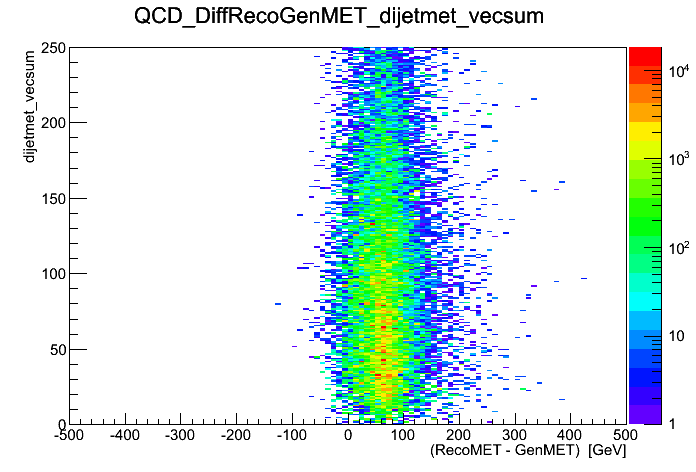 QCD_DiffRecoGenMET_dijetmet_vecsum
dijetmet_vecsum
250
200
150
100
50
0
-500 -400 -300 -200 -100 0 100 200 300 400 500
(RecoMET - GenMET) [GeV]
10⁴
10³
10²
10
1